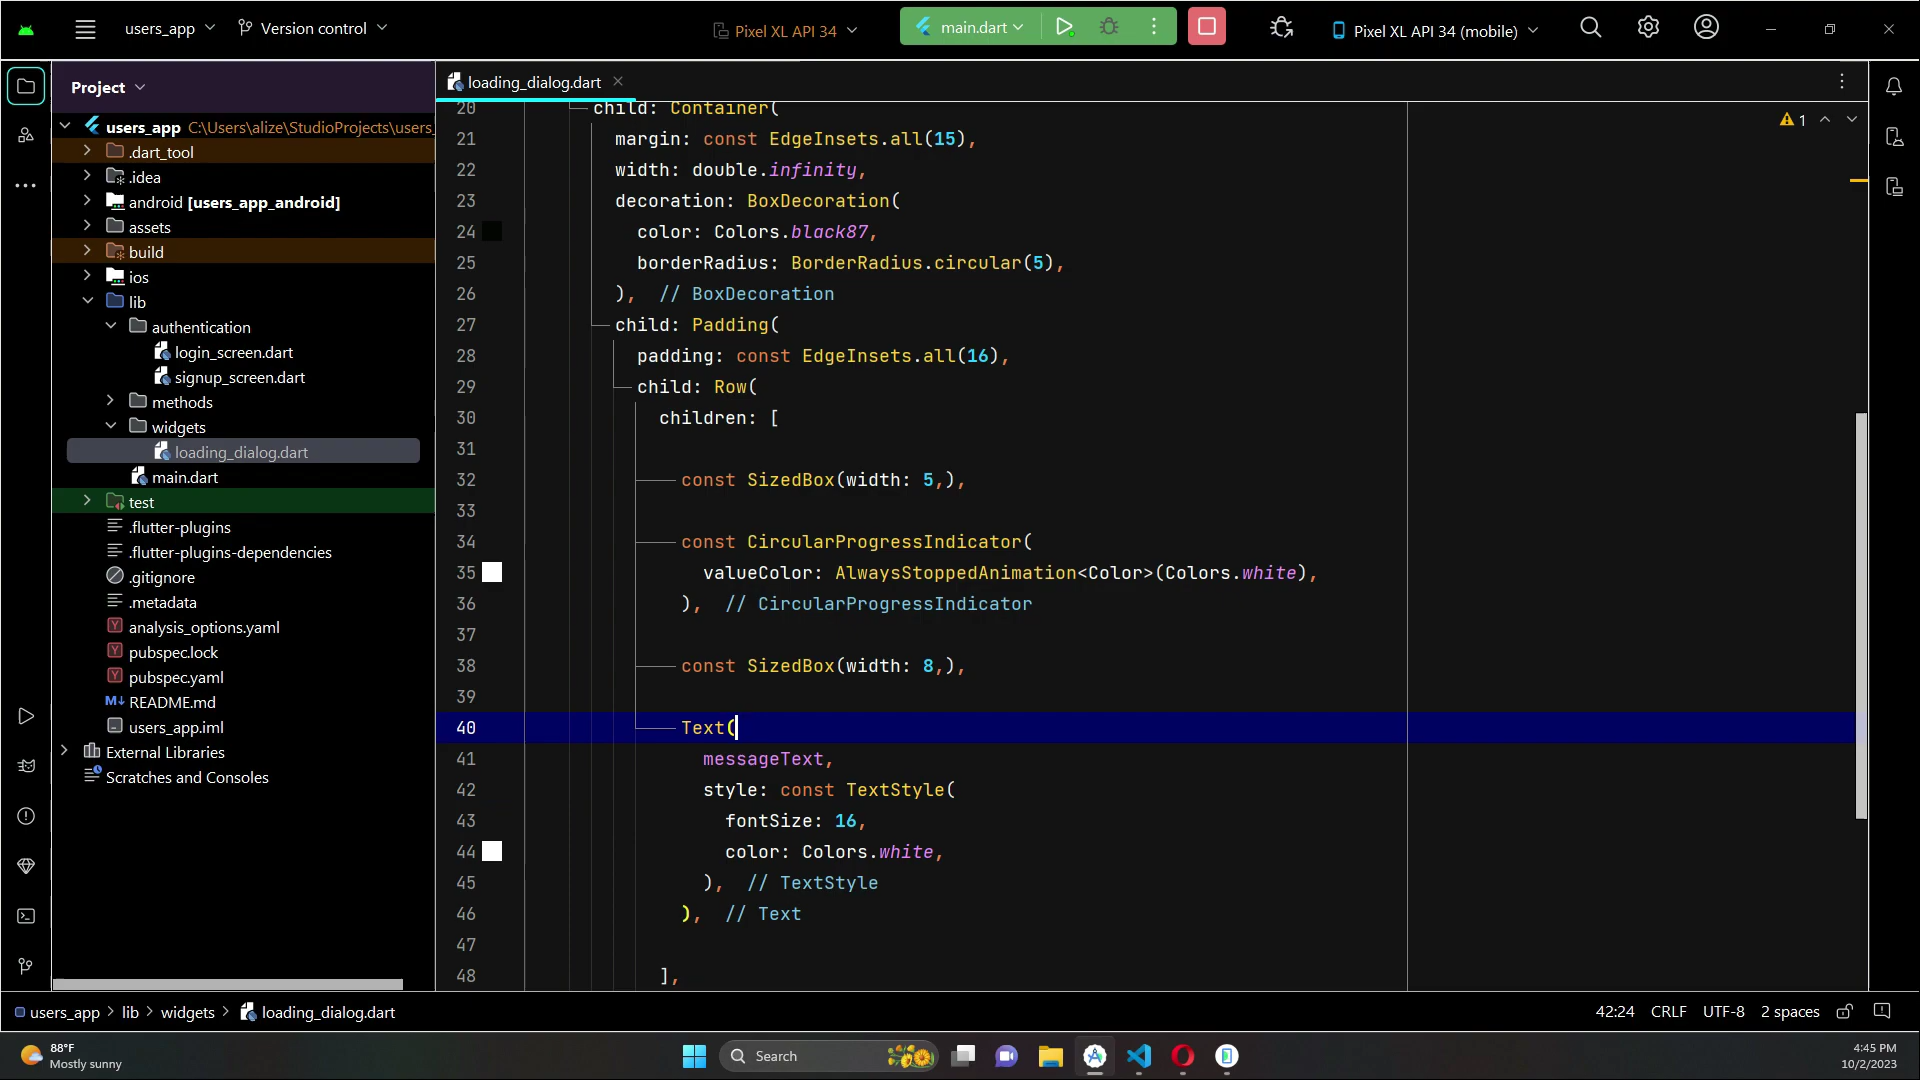 users_app
Version control
Pixel XL API 34
main.dart
Pixel XL API 34 (mobile)
Project
loading_dialog.dart
users_app C:\Users\alize\StudioProjects\users_
.dart_tool
.idea
android [users_app_android]
assets
build
ios
lib
authentication
login_screen.dart
signup_screen.dart
methods
widgets
loading_dialog.dart
main.dart
test
.flutter-plugins
.flutter-plugins-dependencies
.gitignore
.metadata
analysis_options.yaml
pubspec.lock
pubspec.yaml
M↓ README.md
users_app.iml
External Libraries
Scratches and Consoles
20 child: Container(
21 margin: const EdgeInsets.all(15),
22 width: double.infinity,
23 decoration: BoxDecoration(
24 color: Colors.black87,
25 borderRadius: BorderRadius.circular(5),
26 ), // BoxDecoration
27 child: Padding(
28 padding: const EdgeInsets.all(16),
29 child: Row(
30 children: [
31
32 const SizedBox(width: 5,),
33
34 const CircularProgressIndicator(
35 valueColor: AlwaysStoppedAnimation<Color>(Colors.white),
36 ), // CircularProgressIndicator
37
38 const SizedBox(width: 8,),
39
40 Text(
41 messageText,
42 style: const TextStyle(
43 fontSize: 16,
44 color: Colors.white,
45 ), // TextStyle
46 ), // Text
47
48 ],
1
users_app > lib > widgets > loading_dialog.dart
42:24 CRLF UTF-8 2 spaces
88°F
Mostly sunny
Search
4:45 PM
10/2/2023